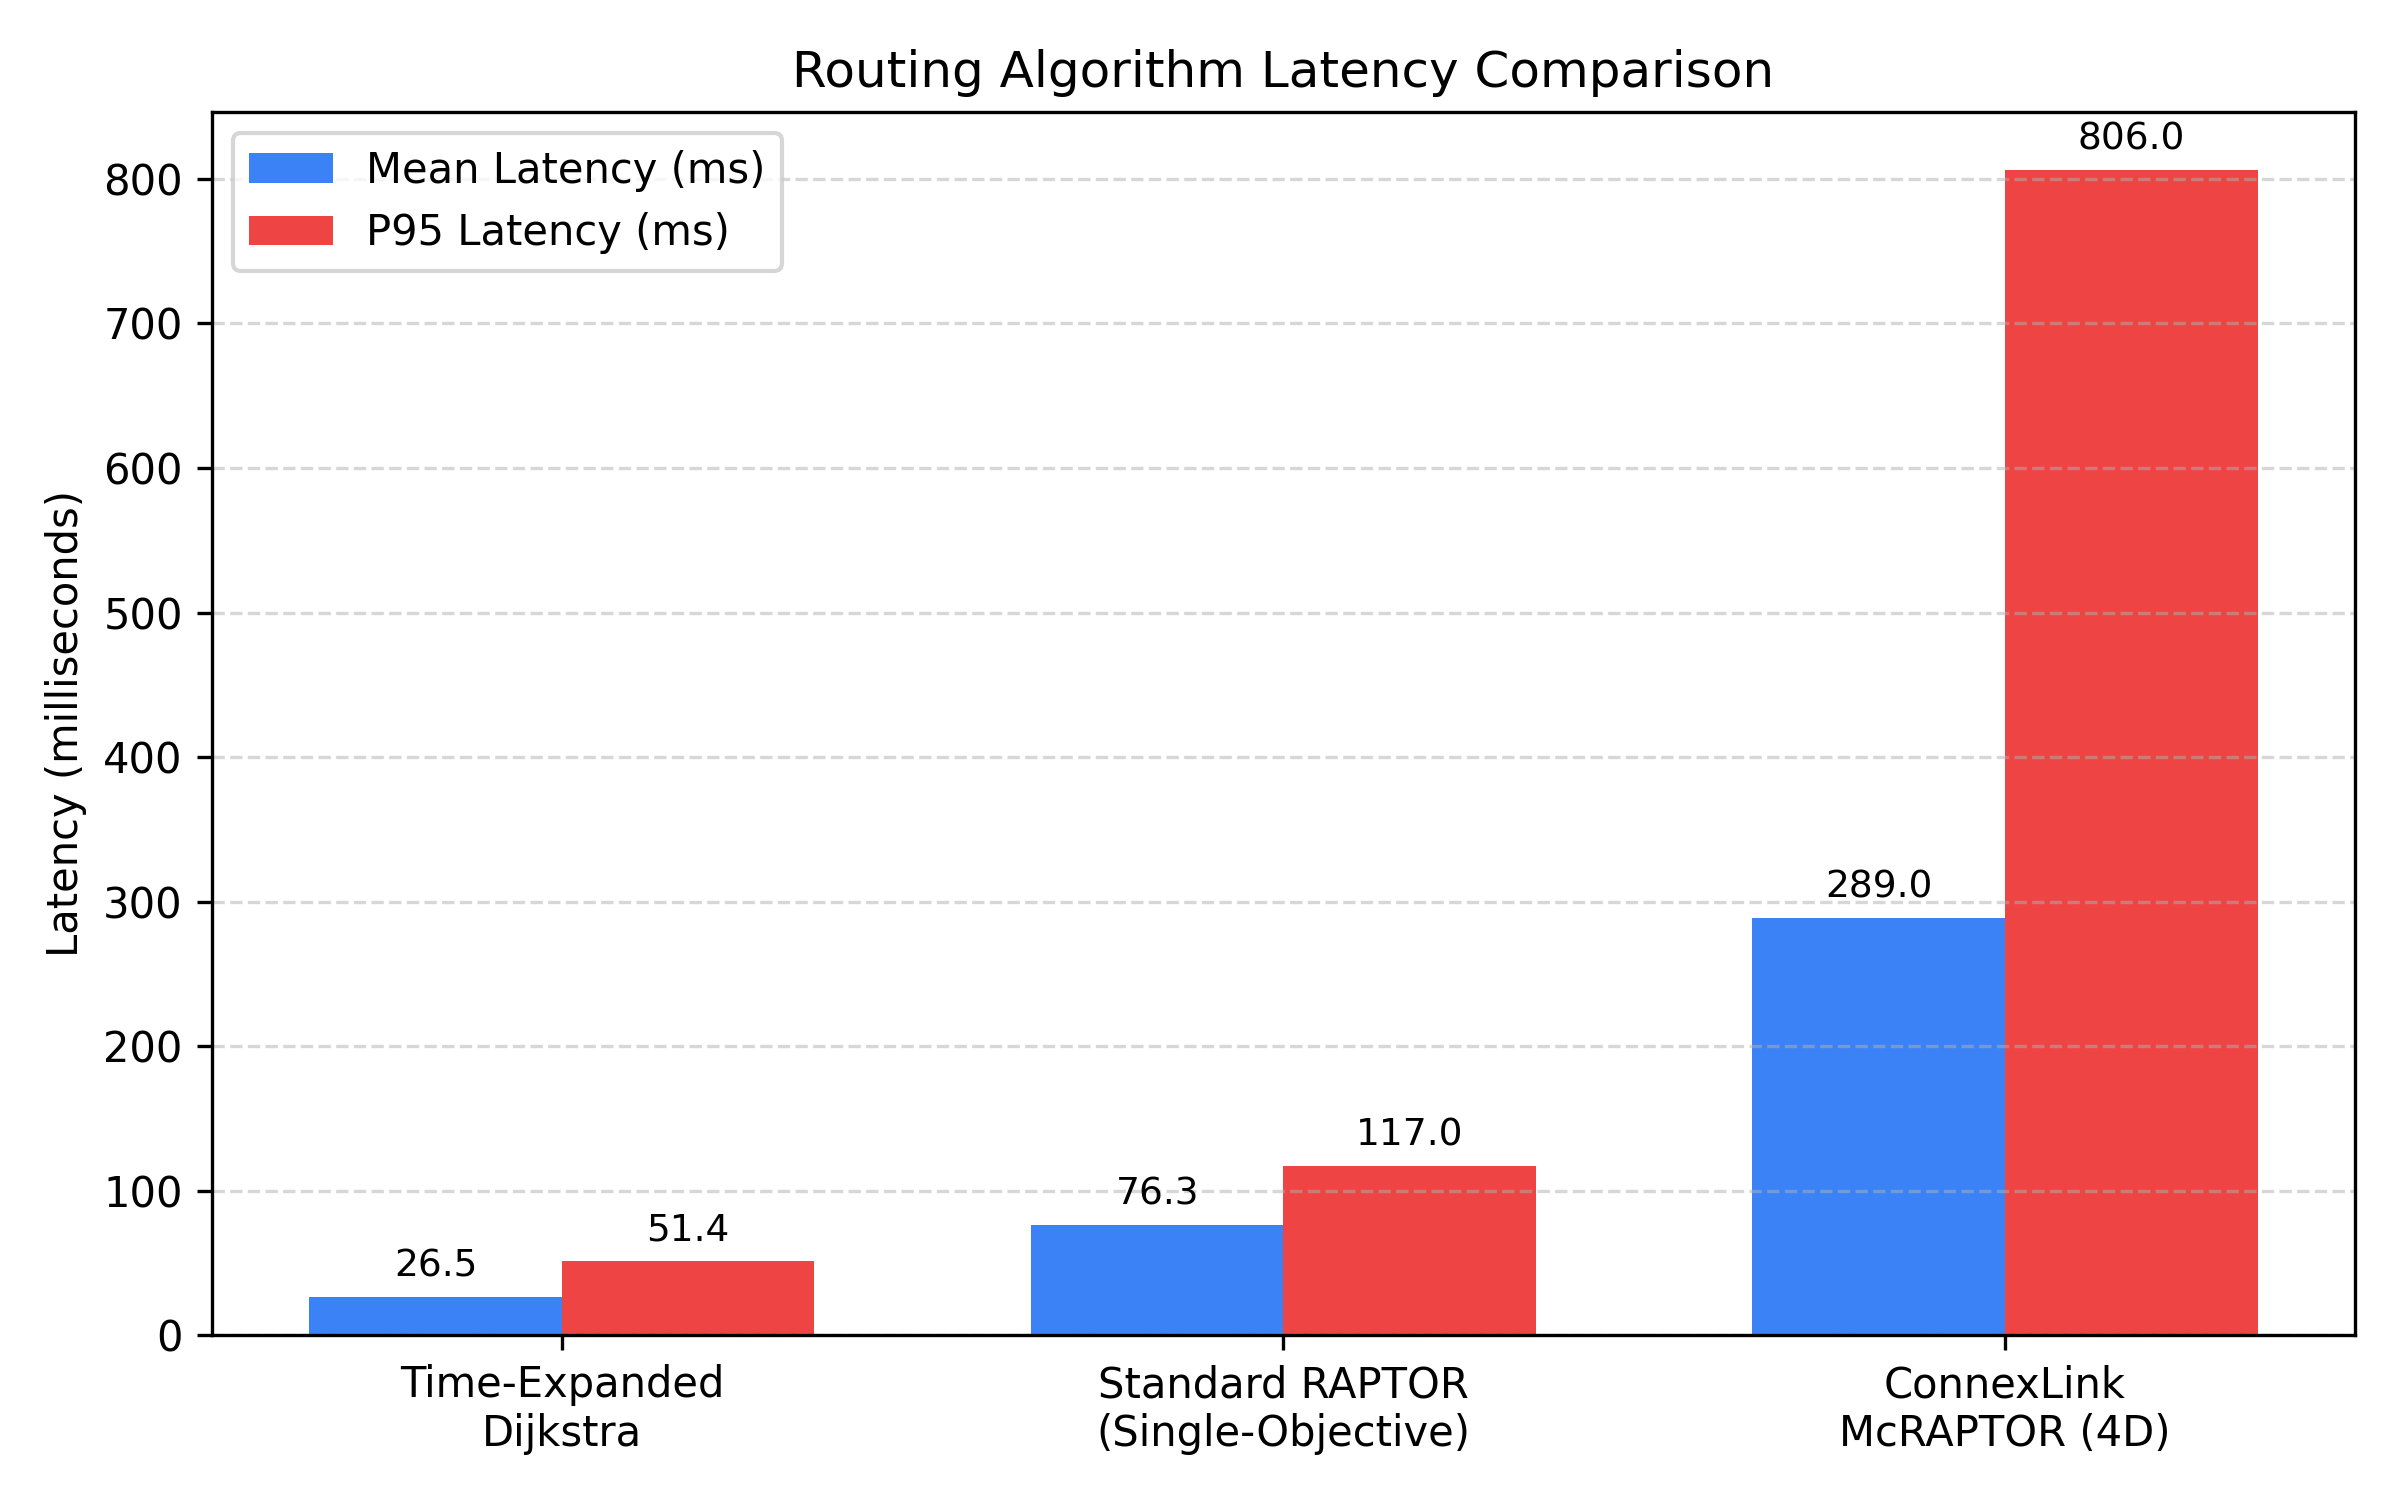 Routing Algorithm Latency Comparison
Mean Latency (ms)
P95 Latency (ms)
Latency (milliseconds)
800
700
600
500
400
300
200
100
0
26.5
51.4
76.3
117.0
289.0
806.0
Time-Expanded
Dijkstra
Standard RAPTOR
(Single-Objective)
ConnexLink
McRAPTOR (4D)